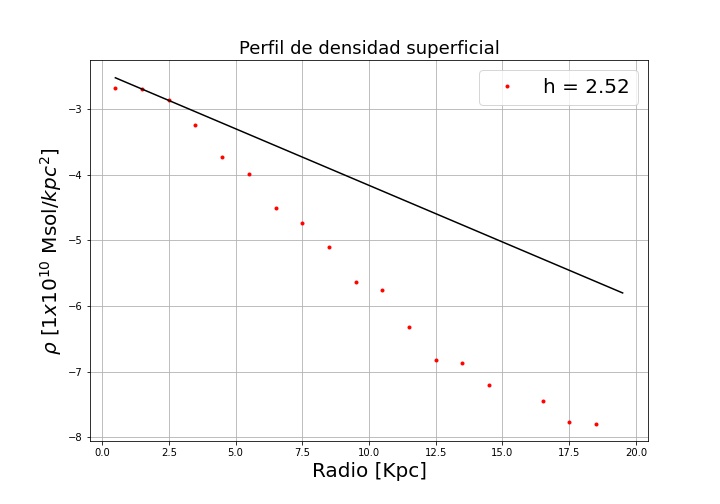 Perfil de densidad superficial
h = 2.52
ρ [1x10^{10} Msol/kpc^2]
−3
−4
−5
−6
−7
−8
0.0 2.5 5.0 7.5 10.0 12.5 15.0 17.5 20.0
Radio [Kpc]